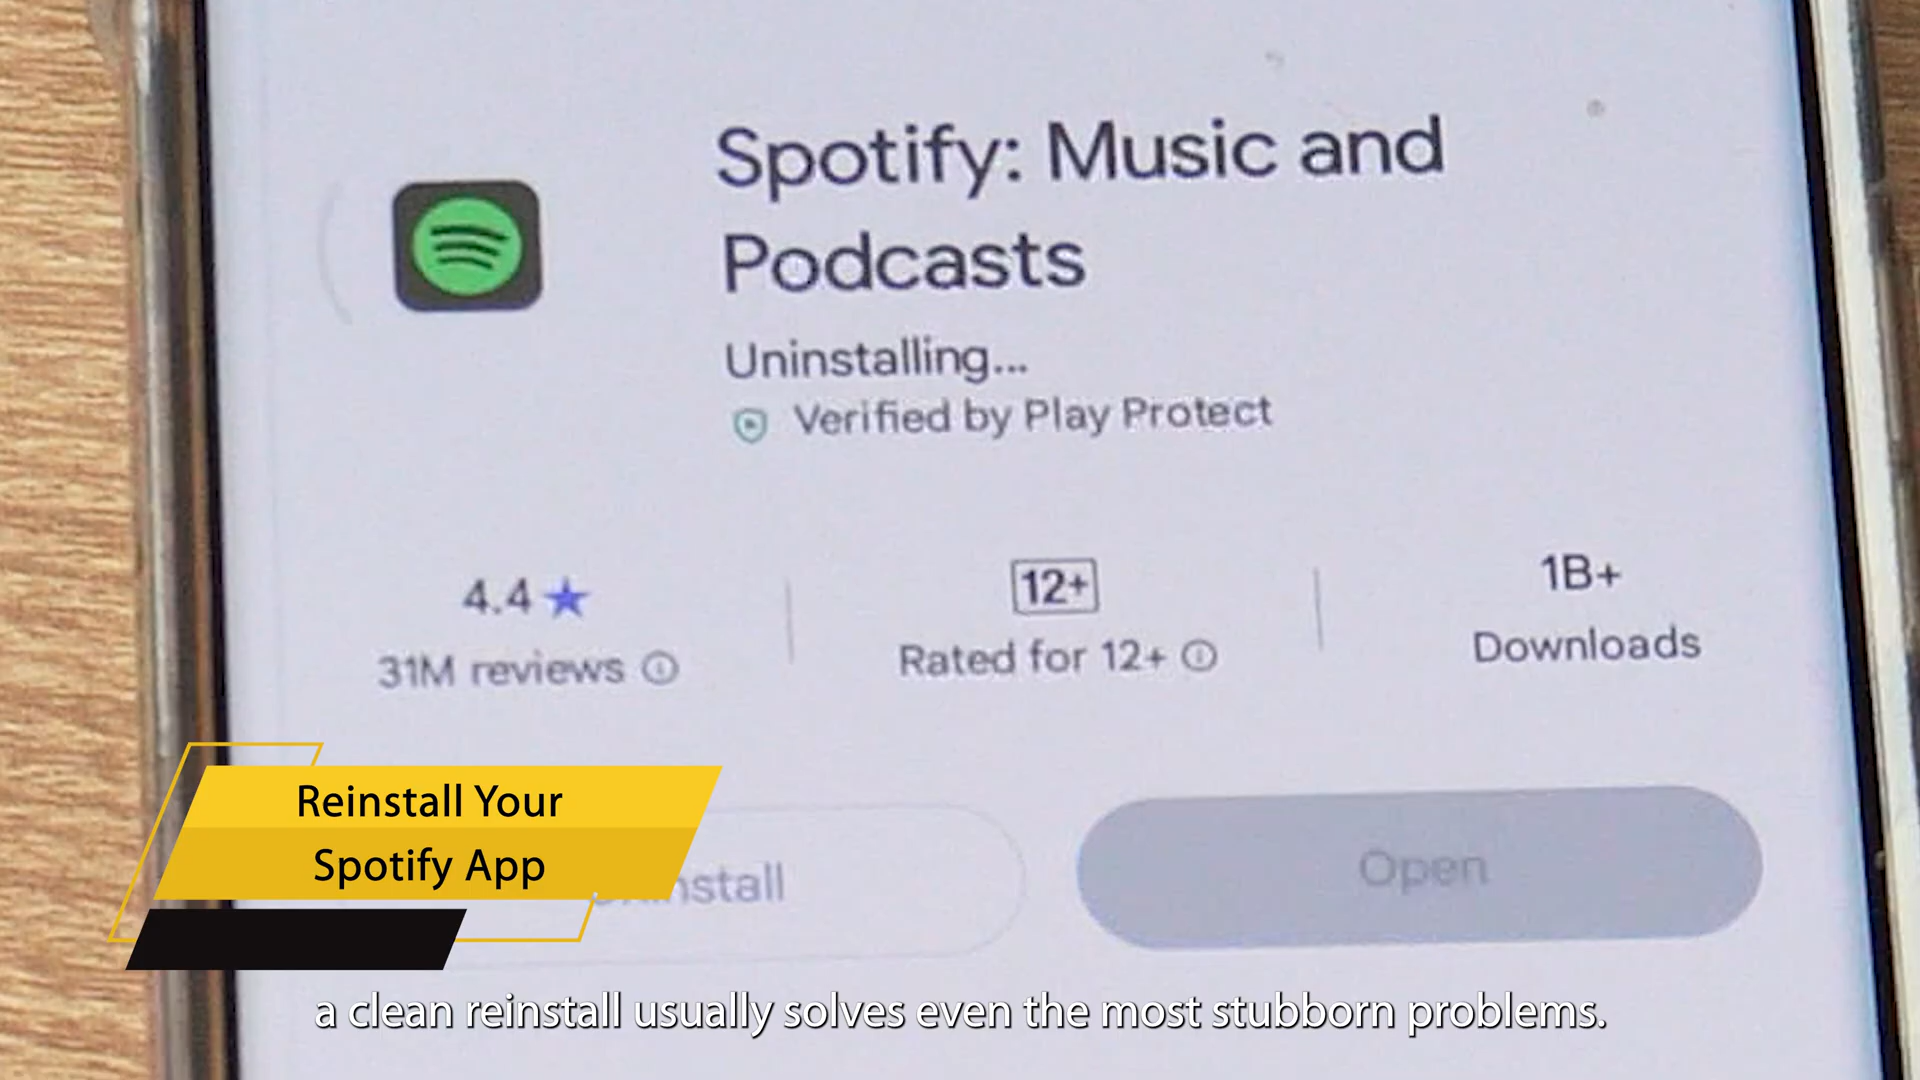 Spotify: Music and
Podcasts
Uninstalling...
Verified by Play Protect
4.4★
31M reviews
12+
Rated for 12+
1B+
Downloads
Reinstall Your
Spotify App
Open
a clean reinstall usually solves even the most stubborn problems.